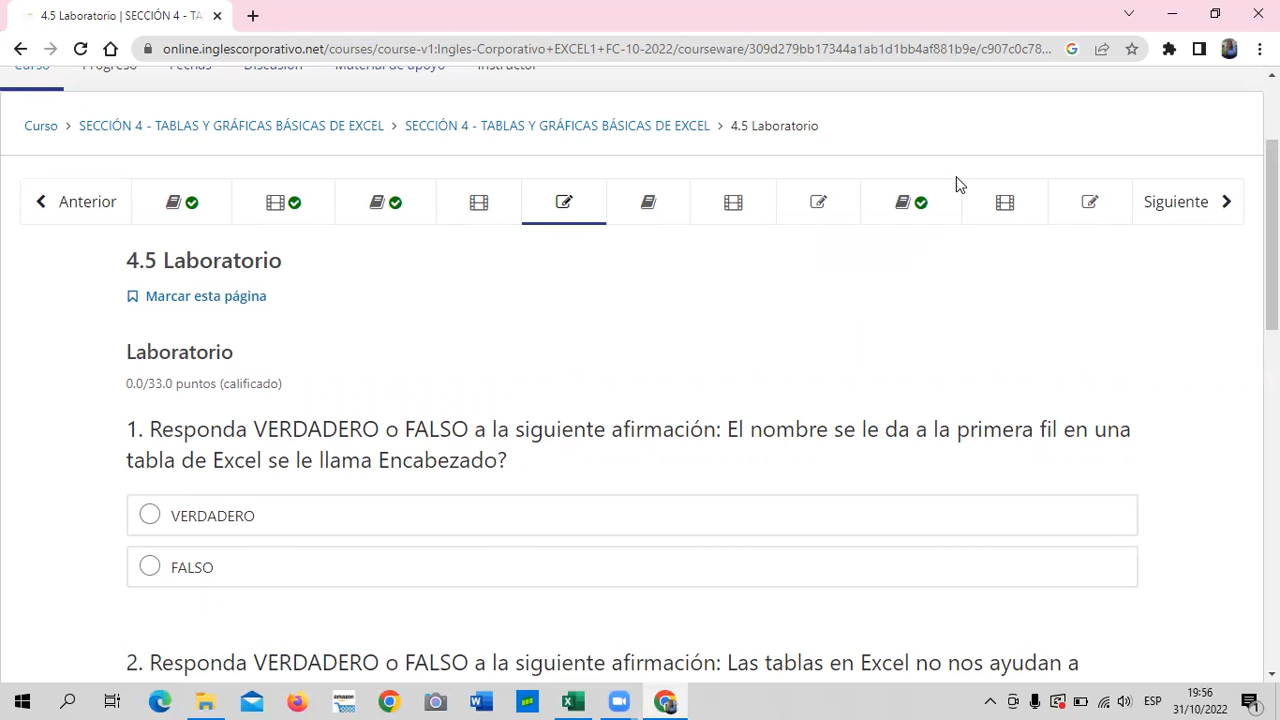 4.5 Laboratorio | SECCIÓN 4 - TA
online.inglescorporativo.net/courses/course-v1:Ingles-Corporativo+EXCEL1+FC-10-2022/courseware/309d279bb17344a1ab1d1bb4af881b9e/c907c0c78...
Curso Progreso Fechas Discusión Material de apoyo Instructor
Curso > SECCIÓN 4 - TABLAS Y GRÁFICAS BÁSICAS DE EXCEL > SECCIÓN 4 - TABLAS Y GRÁFICAS BÁSICAS DE EXCEL > 4.5 Laboratorio
Anterior Siguiente
4.5 Laboratorio
Marcar esta página
Laboratorio
0.0/33.0 puntos (calificado)
1. Responda VERDADERO o FALSO a la siguiente afirmación: El nombre se le da a la primera fil en una
tabla de Excel se le llama Encabezado?
VERDADERO
FALSO
2. Responda VERDADERO o FALSO a la siguiente afirmación: Las tablas en Excel no nos ayudan a
ESP
19:56
31/10/2022